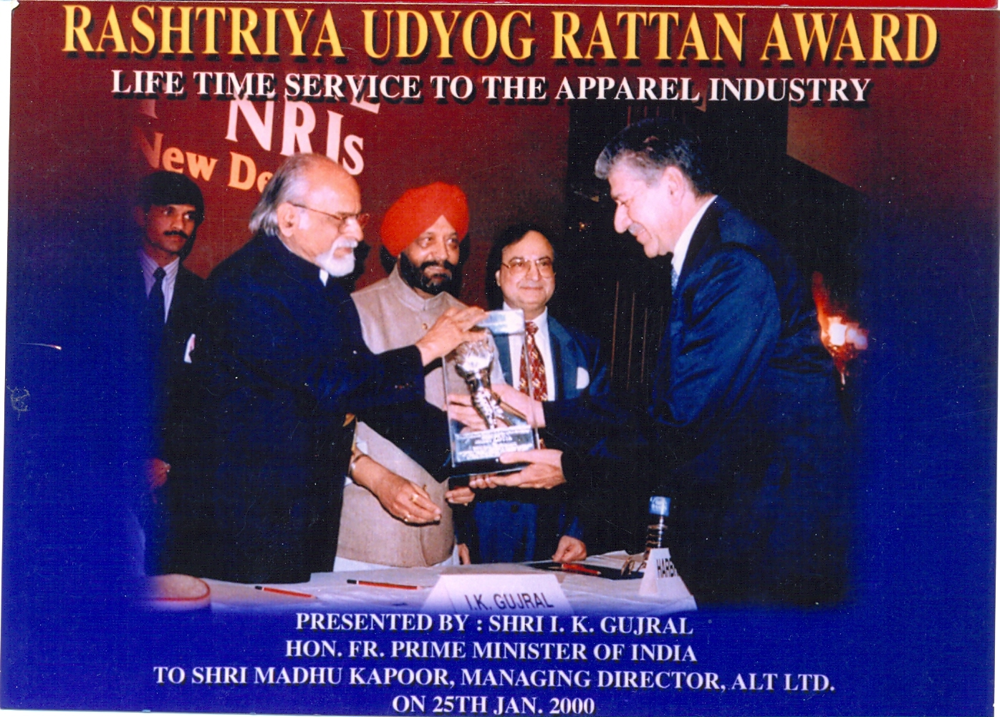 RASHTRIYA UDYOG RATTAN AWARD
LIFE TIME SERVICE TO THE APPAREL INDUSTRY
NRIs
New De
I.K. GUJRAL
HARBH
PRESENTED BY : SHRI I. K. GUJRAL
HON. FR. PRIME MINISTER OF INDIA
TO SHRI MADHU KAPOOR, MANAGING DIRECTOR, ALT LTD.
ON 25TH JAN. 2000